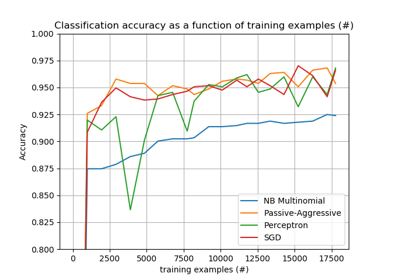 Classification accuracy as a function of training examples (#)
1.000
0.975
0.950
0.925
0.900
0.875
0.850
0.825
0.800
Accuracy
NB Multinomial
Passive-Aggressive
Perceptron
SGD
0 2500 5000 7500 10000 12500 15000 17500
training examples (#)